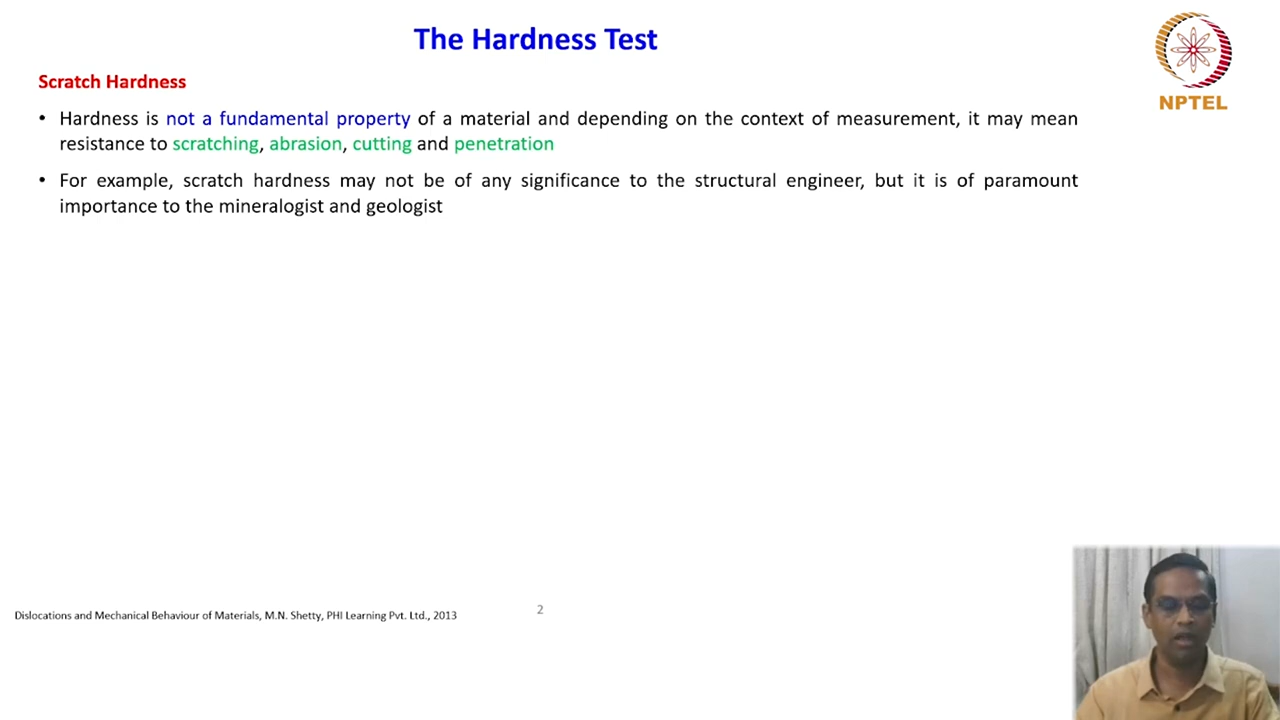 The Hardness Test
NPTEL
Scratch Hardness
• Hardness is not a fundamental property of a material and depending on the context of measurement, it may mean
resistance to scratching, abrasion, cutting and penetration
• For example, scratch hardness may not be of any significance to the structural engineer, but it is of paramount
importance to the mineralogist and geologist
Dislocations and Mechanical Behaviour of Materials, M.N. Shetty, PHI Learning Pvt. Ltd., 2013
2